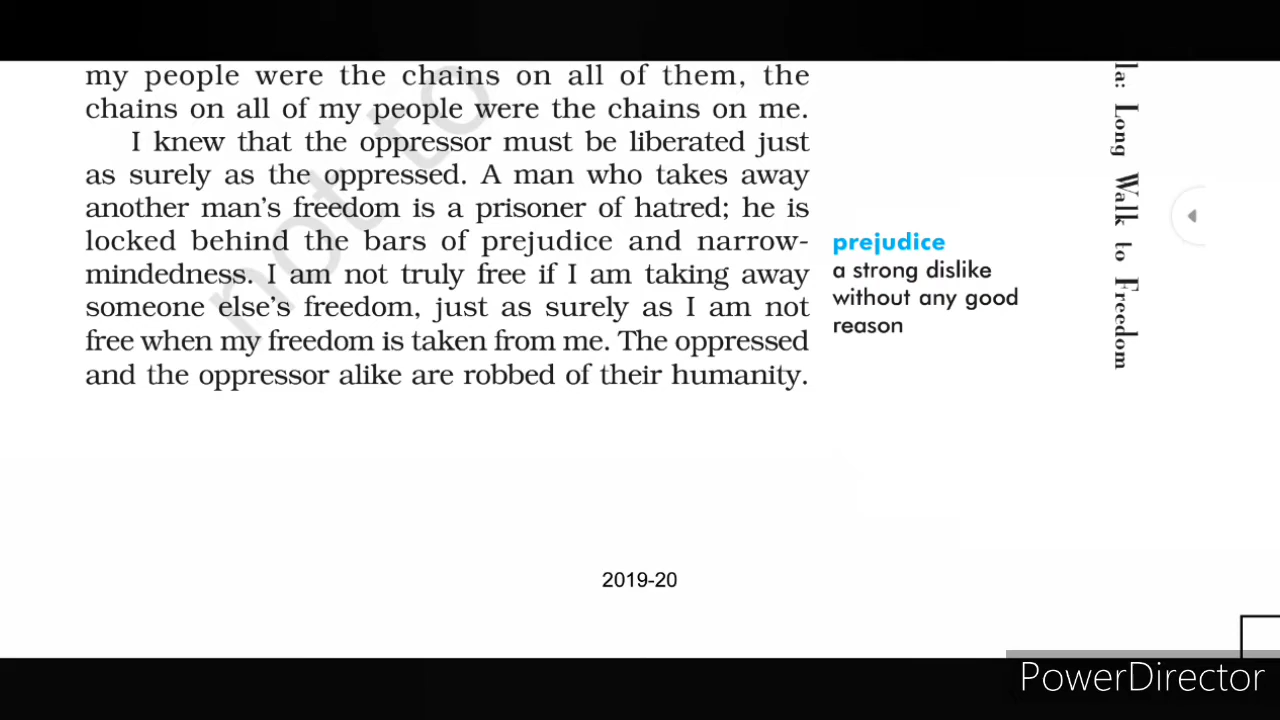 my people were the chains on all of them, the
chains on all of my people were the chains on me.
I knew that the oppressor must be liberated just
as surely as the oppressed. A man who takes away
another man's freedom is a prisoner of hatred; he is
locked behind the bars of prejudice and narrow-
mindedness. I am not truly free if I am taking away
someone else's freedom, just as surely as I am not
free when my freedom is taken from me. The oppressed
and the oppressor alike are robbed of their humanity.
prejudice
a strong dislike
without any good
reason
la: Long Walk to Freedom
not to
2019-20
PowerDirector